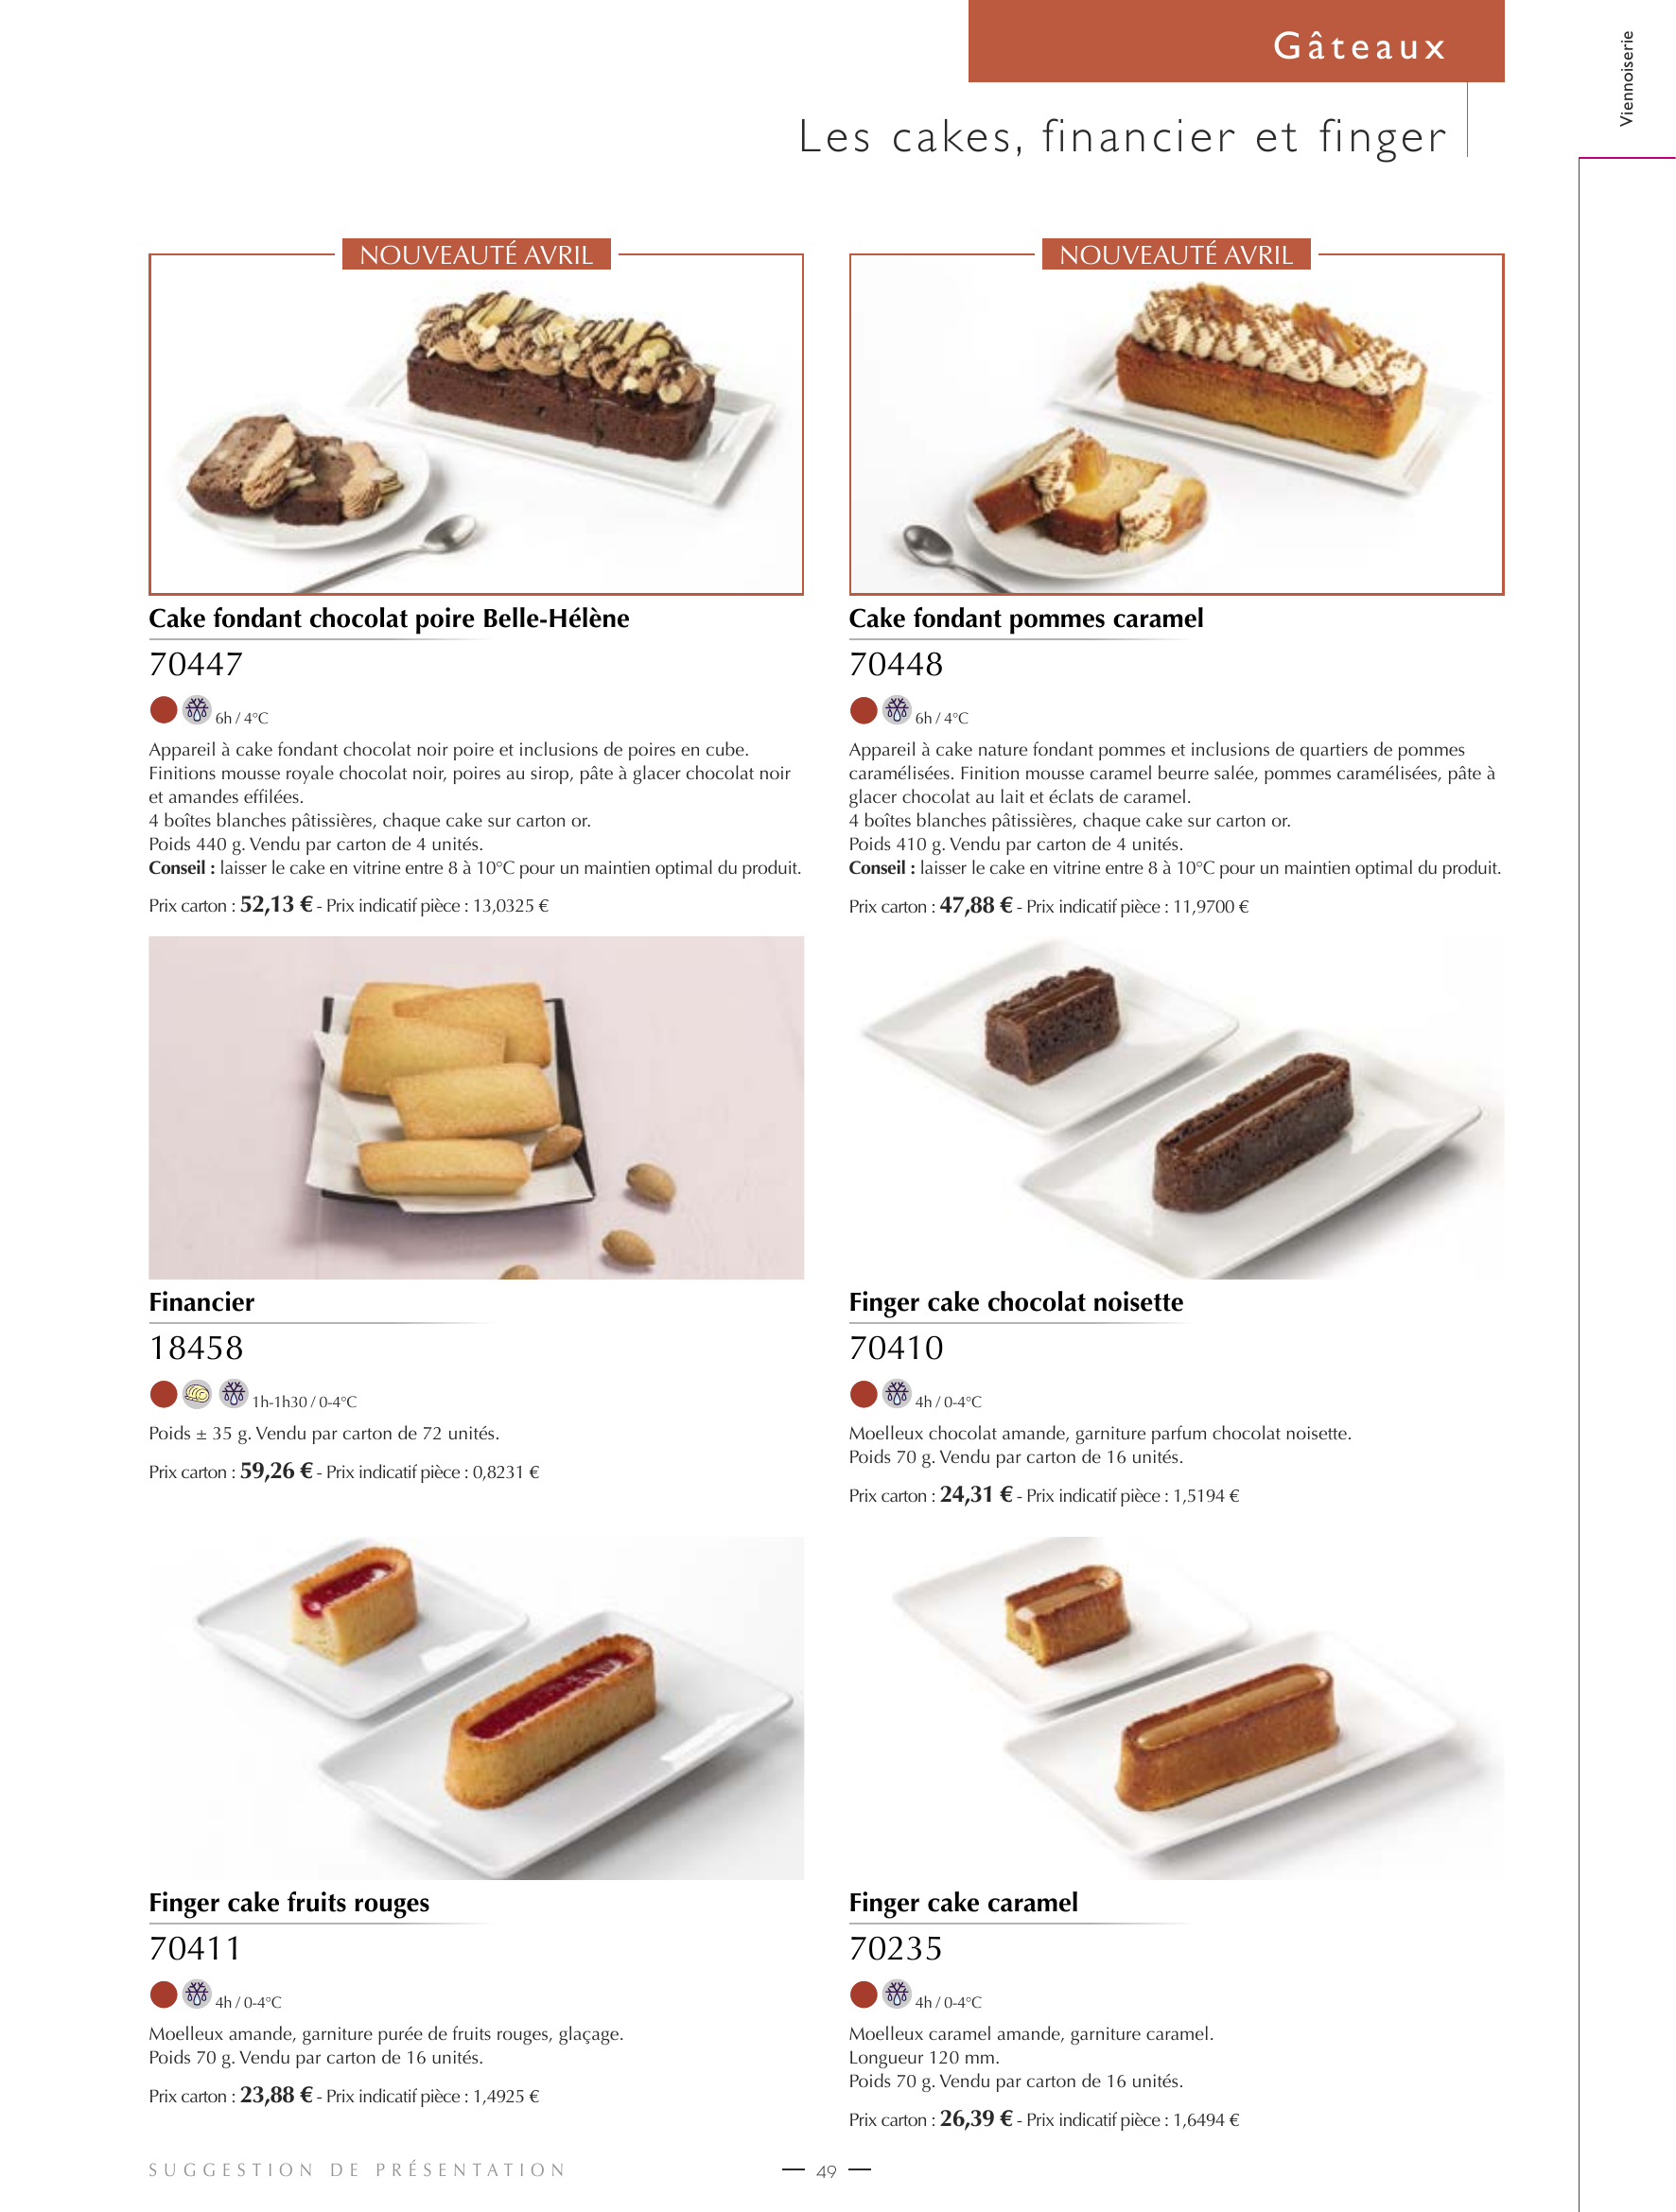 Gâteaux
Viennoiserie
Les cakes, financier et finger
NOUVEAUTÉ AVRIL
Cake fondant chocolat poire Belle-Hélène
70447
6h / 4°C
Appareil à cake fondant chocolat noir poire et inclusions de poires en cube.
Finitions mousse royale chocolat noir, poires au sirop, pâte à glacer chocolat noir
et amandes effilées.
4 boîtes blanches pâtissières, chaque cake sur carton or.
Poids 440 g. Vendu par carton de 4 unités.
Conseil : laisser le cake en vitrine entre 8 à 10°C pour un maintien optimal du produit.
Prix carton : 52,13 € - Prix indicatif pièce : 13,0325 €
NOUVEAUTÉ AVRIL
Cake fondant pommes caramel
70448
6h / 4°C
Appareil à cake nature fondant pommes et inclusions de quartiers de pommes
caramélisées. Finition mousse caramel beurre salée, pommes caramélisées, pâte à
glacer chocolat au lait et éclats de caramel.
4 boîtes blanches pâtissières, chaque cake sur carton or.
Poids 410 g. Vendu par carton de 4 unités.
Conseil : laisser le cake en vitrine entre 8 à 10°C pour un maintien optimal du produit.
Prix carton : 47,88 € - Prix indicatif pièce : 11,9700 €
Financier
18458
1h-1h30 / 0-4°C
Poids ± 35 g. Vendu par carton de 72 unités.
Prix carton : 59,26 € - Prix indicatif pièce : 0,8231 €
Finger cake chocolat noisette
70410
4h / 0-4°C
Moelleux chocolat amande, garniture parfum chocolat noisette.
Poids 70 g. Vendu par carton de 16 unités.
Prix carton : 24,31 € - Prix indicatif pièce : 1,5194 €
Finger cake fruits rouges
70411
4h / 0-4°C
Moelleux amande, garniture purée de fruits rouges, glaçage.
Poids 70 g. Vendu par carton de 16 unités.
Prix carton : 23,88 € - Prix indicatif pièce : 1,4925 €
Finger cake caramel
70235
4h / 0-4°C
Moelleux caramel amande, garniture caramel.
Longueur 120 mm.
Poids 70 g. Vendu par carton de 16 unités.
Prix carton : 26,39 € - Prix indicatif pièce : 1,6494 €
SUGGESTION DE PRÉSENTATION
— 49 —